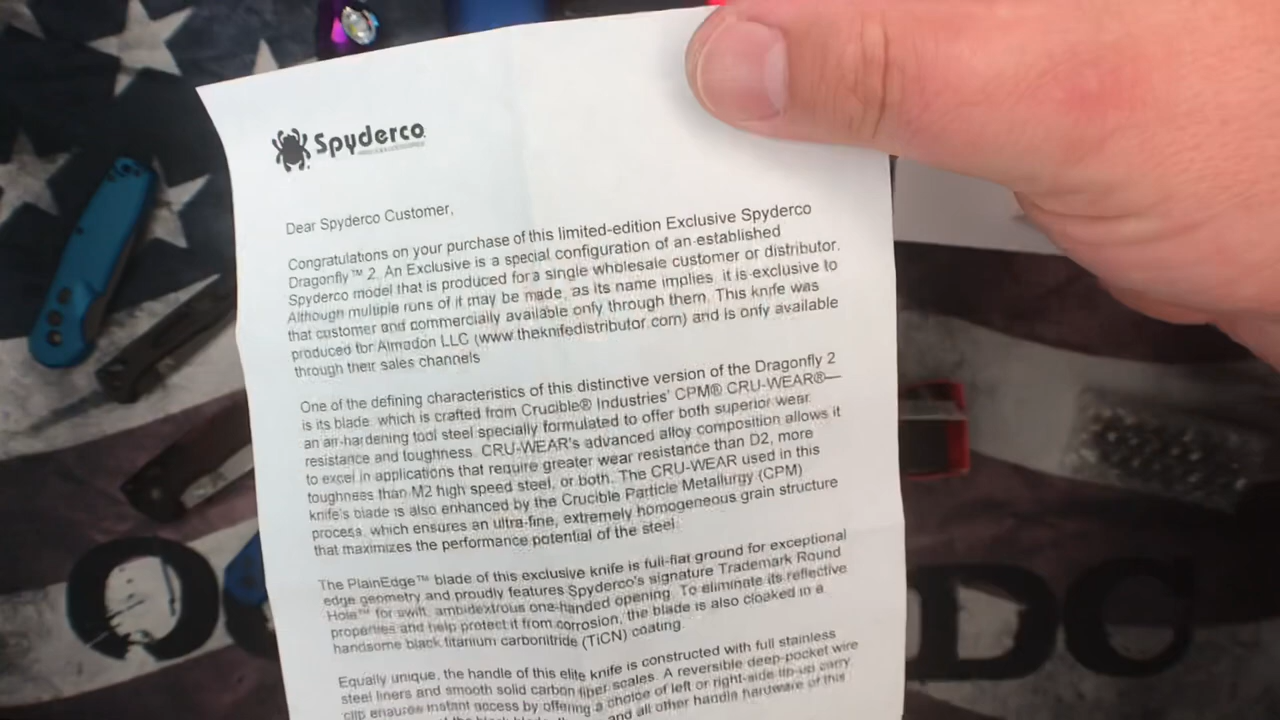 Spyderco
Dear Spyderco Customer,
Congratulations on your purchase of this limited-edition Exclusive Spyderco
Dragonfly™ 2. An Exclusive is a special configuration of an established
Spyderco model that is produced for a single wholesale customer or distributor.
Although multiple runs of it may be made, as its name implies, it is exclusive to
that customer and commercially available only through them. This knife was
produced for Almadon LLC (www.theknifedistributor.com) and is only available
through their sales channels
One of the defining characteristics of this distinctive version of the Dragonfly 2
is its blade, which is crafted from Crucible® Industries' CPM® CRU-WEAR®—
an air-hardening tool steel specially formulated to offer both superior wear
resistance and toughness. CRU-WEAR's advanced alloy composition allows it
to excel in applications that require greater wear resistance than D2, more
toughness than M2 high speed steel, or both. The CRU-WEAR used in this
knife's blade is also enhanced by the Crucible Particle Metallurgy (CPM)
process, which ensures an ultra-fine, extremely homogeneous grain structure
that maximizes the performance potential of the steel.
The PlainEdge™ blade of this exclusive knife is full-flat ground for exceptional
edge geometry and proudly features Spyderco's signature Trademark Round
Hole™ for swift, ambidextrous one-handed opening. To eliminate its reflective
properties and help protect it from corrosion, the blade is also cloaked in a
handsome black titanium carbonitride (TiCN) coating.
Equally unique, the handle of this elite knife is constructed with full stainless
steel liners and smooth solid carbon fiber scales. A reversible deep-pocket wire
clip ensures instant access by offering a choice of left or right-side tip-up carry.
and all other handle hardware of this
O
DC